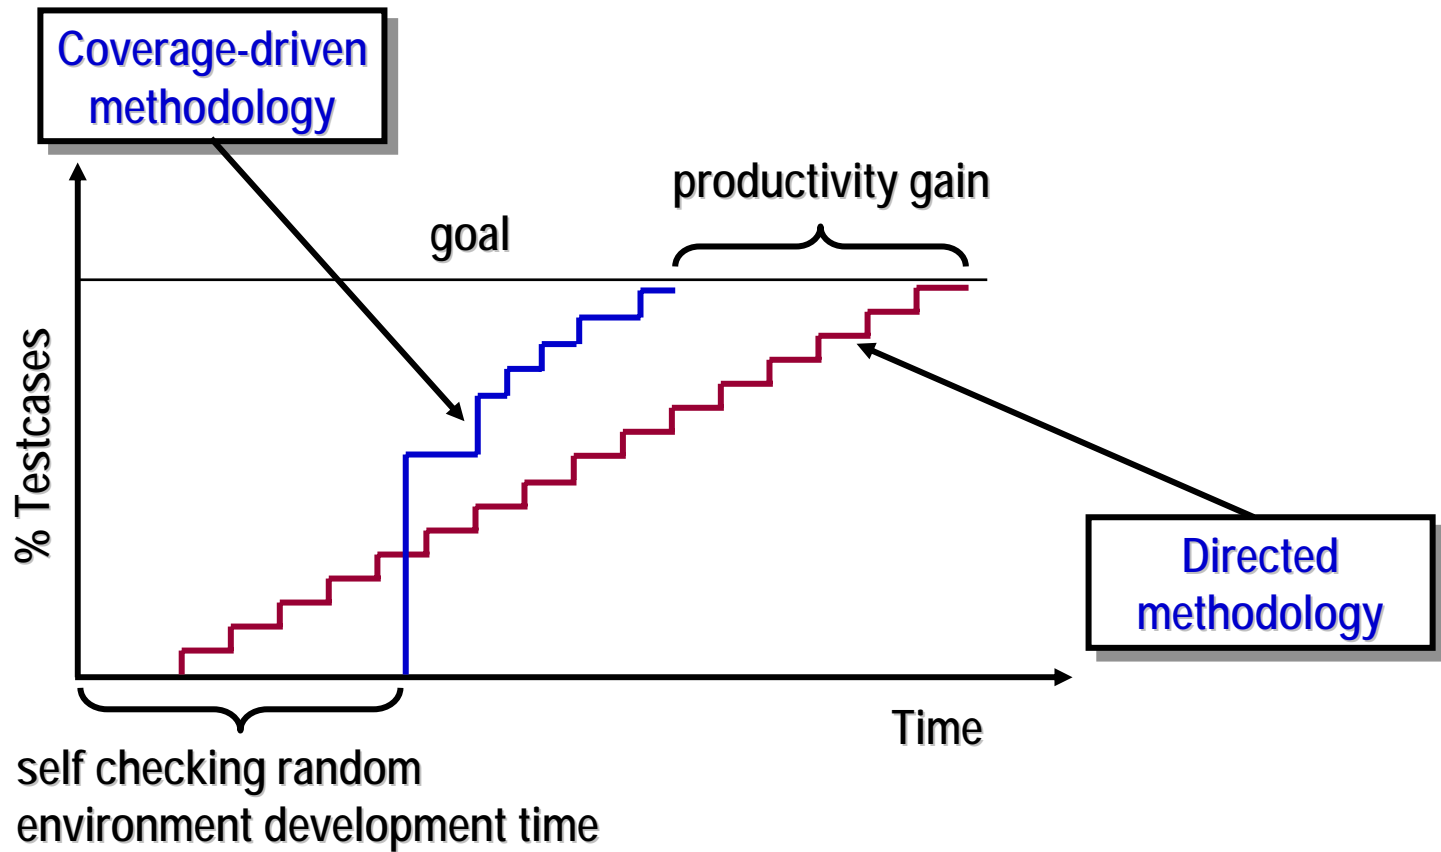 Coverage-driven
methodology
productivity gain
goal
% Testcases
Directed
methodology
Time
self checking random
environment development time